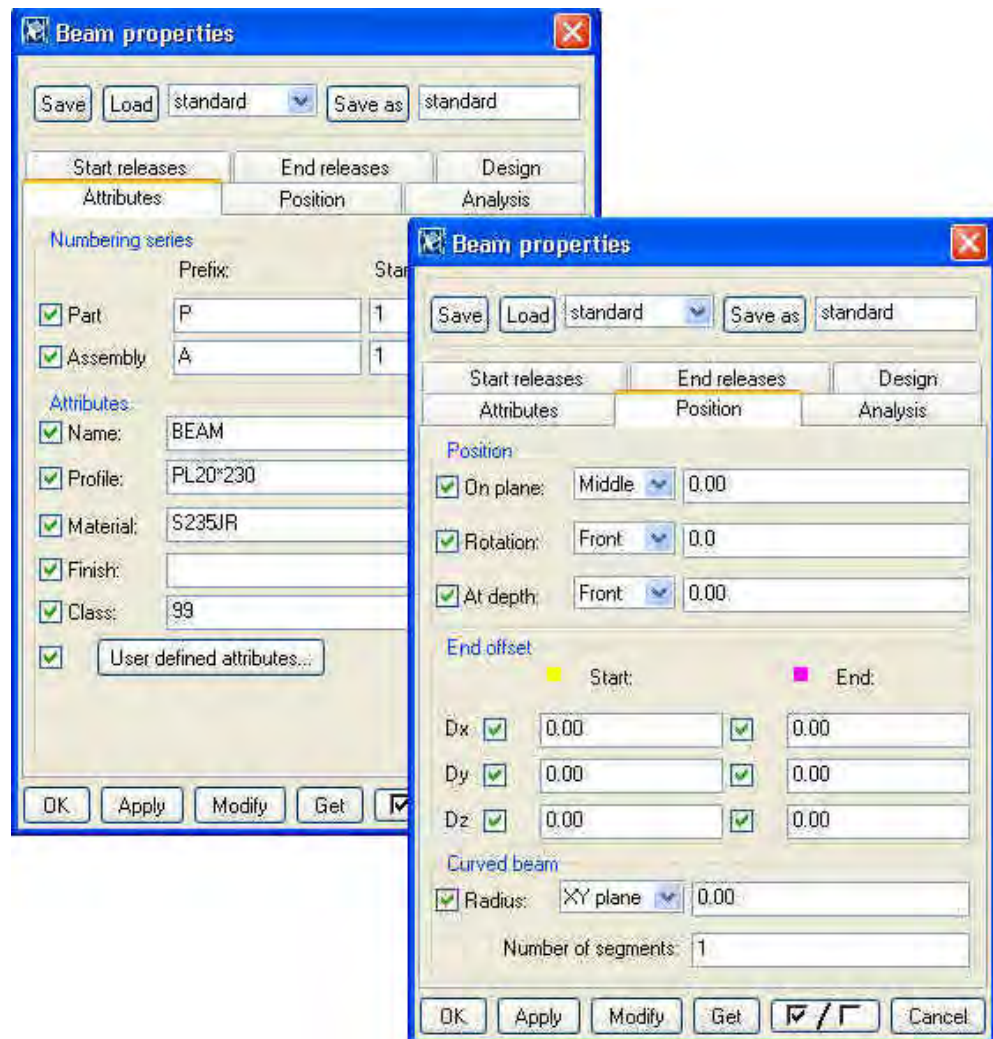 Beam properties
Save Load standard Save as standard
Start releases End releases Design
Attributes Position Analysis
Numbering series
Prefix:
Part P 1
Assembly A 1
Attributes
Name: BEAM
Profile: PL20*230
Material: S235JR
Finish:
Class: 99
User defined attributes...
OK Apply Modify Get
Beam properties
Save Load standard Save as standard
Start releases End releases Design
Attributes Position Analysis
Position
On plane: Middle 0.00
Rotation: Front 0.0
At depth: Front 0.00
End offset
Start: End:
Dx 0.00 0.00
Dy 0.00 0.00
Dz 0.00 0.00
Curved beam
Radius: XY plane 0.00
Number of segments: 1
OK Apply Modify Get / Cancel